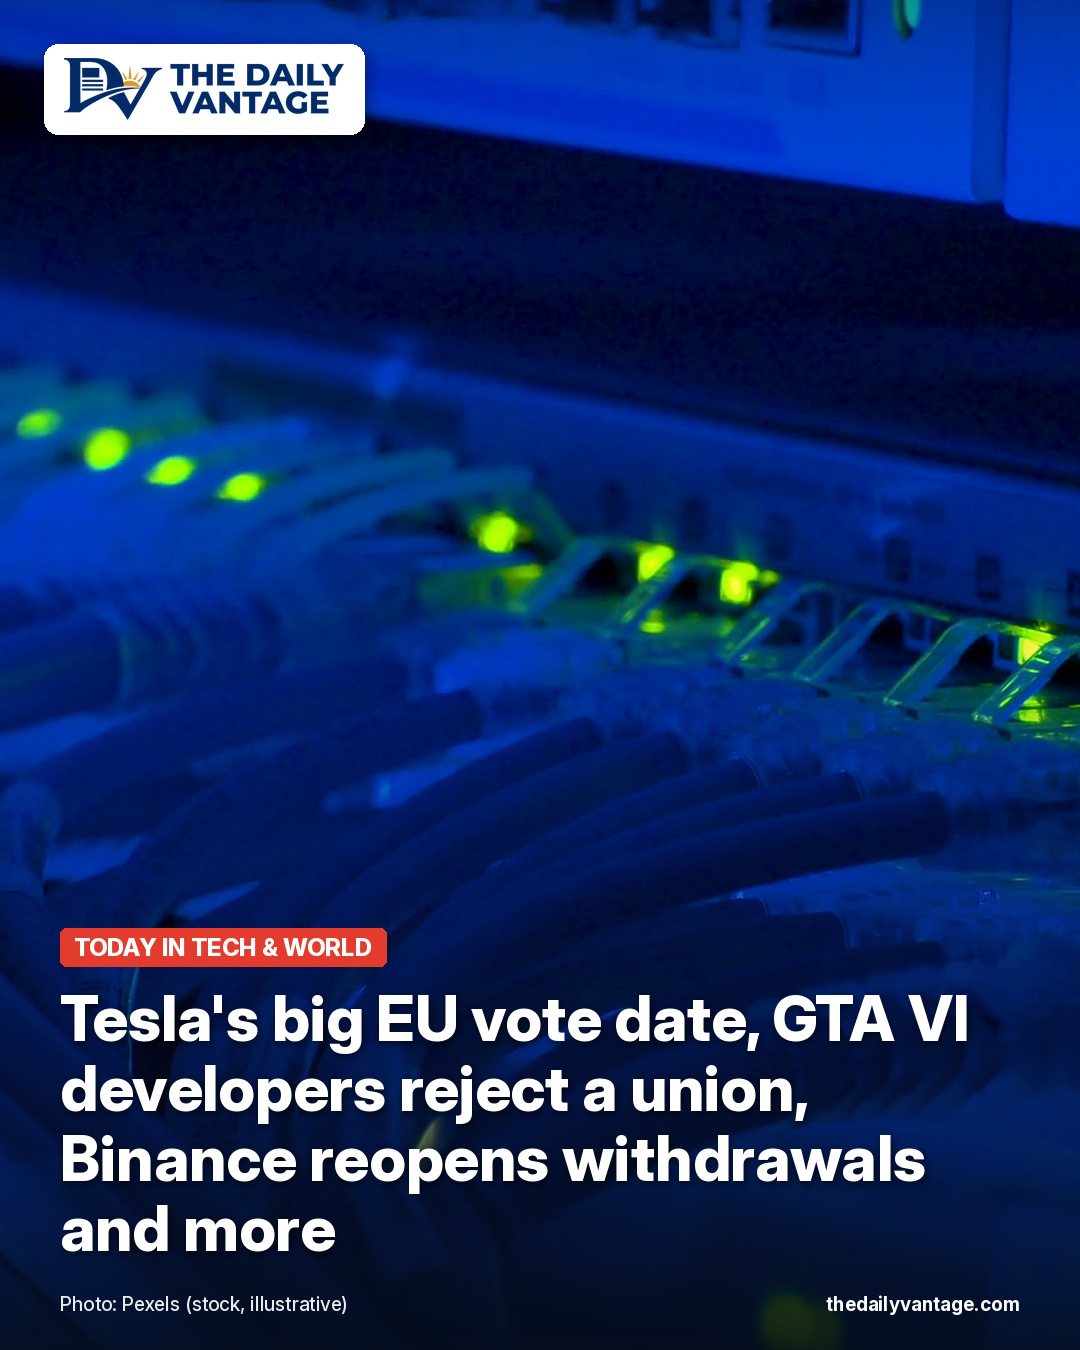 THE DAILY
VANTAGE
TODAY IN TECH & WORLD
Tesla's big EU vote date, GTA VI
developers reject a union,
Binance reopens withdrawals
and more
Photo: Pexels (stock, illustrative)
thedailyvantage.com